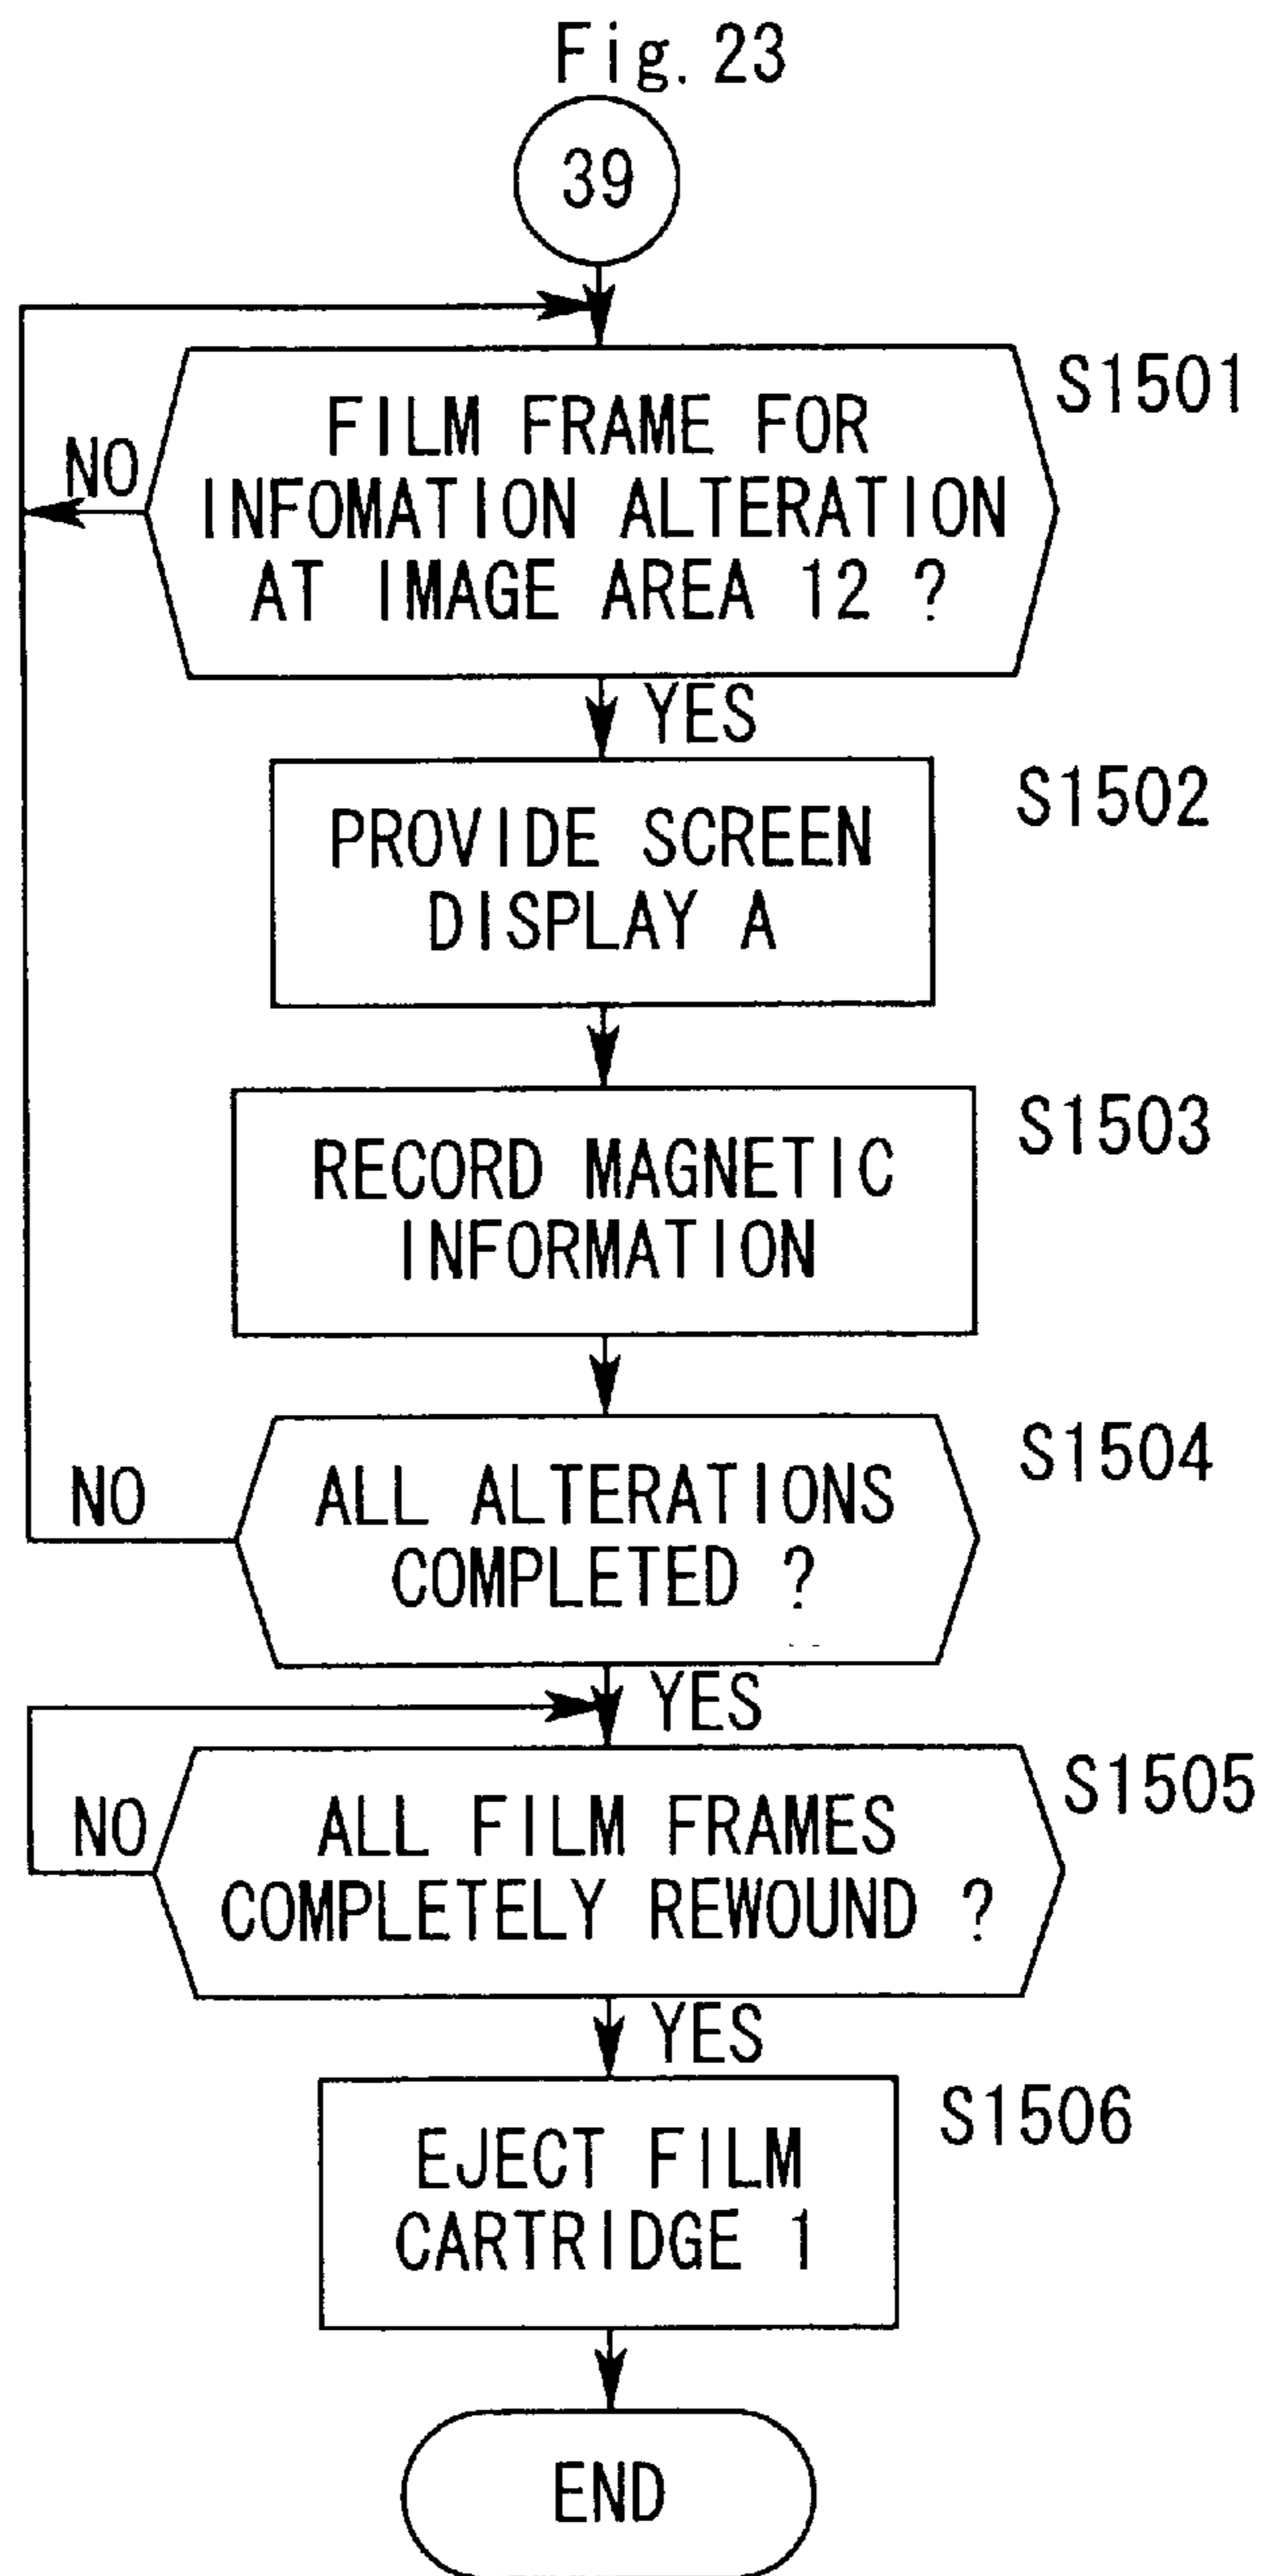 Fig. 23
39
S1501
FILM FRAME FOR
NO
INFOMATION ALTERATION
AT IMAGE AREA 12 ?
YES
S1502
PROVIDE SCREEN
DISPLAY A
S1503
RECORD MAGNETIC
INFORMATION
S1504
ALL ALTERATIONS
NO
COMPLETED ?
YES
S1505
ALL FILM FRAMES
NO
COMPLETELY REWOUND ?
YES
S1506
EJECT FILM
CARTRIDGE 1
END